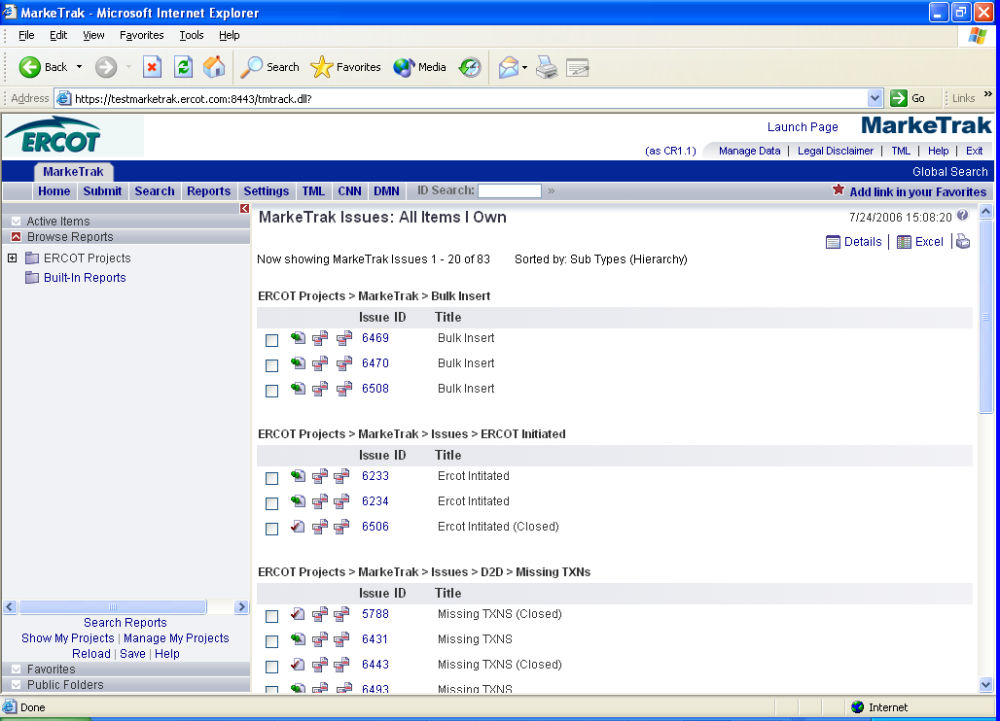 MarkeTrak - Microsoft Internet Explorer
File Edit View Favorites Tools Help
Back Search Favorites Media
Address https://testmarketrak.ercot.com:8443/tmtrack.dll? Go Links »
ERCOT Launch Page MarkeTrak
(as CR1.1) Manage Data | Legal Disclaimer | TML | Help | Exit
MarkeTrak Global Search
Home Submit Search Reports Settings TML CNN DMN ID Search: » Add link in your Favorites
Active Items
Browse Reports
ERCOT Projects
Built-In Reports
Search Reports
Show My Projects | Manage My Projects
Reload | Save | Help
Favorites
Public Folders
MarkeTrak Issues: All Items I Own 7/24/2006 15:08:20
Details Excel
Now showing MarkeTrak Issues 1 - 20 of 83 Sorted by: Sub Types (Hierarchy)
ERCOT Projects > MarkeTrak > Bulk Insert
Issue ID Title
6469 Bulk Insert
6470 Bulk Insert
6508 Bulk Insert
ERCOT Projects > MarkeTrak > Issues > ERCOT Initiated
Issue ID Title
6233 Ercot Intitated
6234 Ercot Intitated
6506 Ercot Intitated (Closed)
ERCOT Projects > MarkeTrak > Issues > D2D > Missing TXNs
Issue ID Title
5788 Missing TXNS (Closed)
6431 Missing TXNS
6443 Missing TXNS (Closed)
6493 Missing TXNS
Done Internet